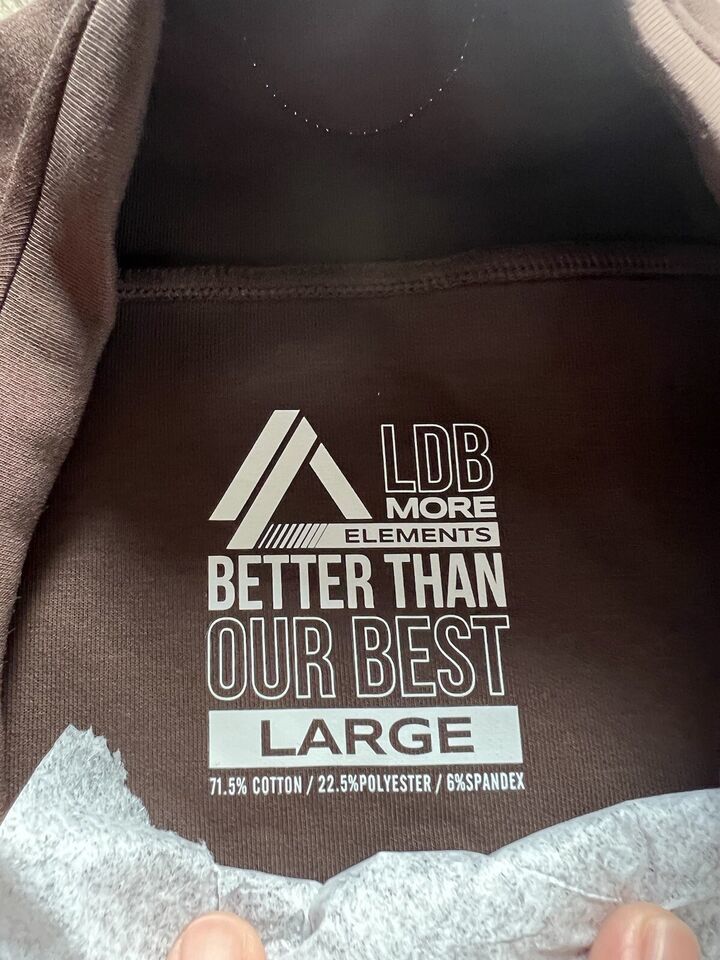 LDB
MORE
ELEMENTS
BETTER THAN
OUR BEST
LARGE
71.5% COTTON / 22.5%POLYESTER / 6%SPANDEX